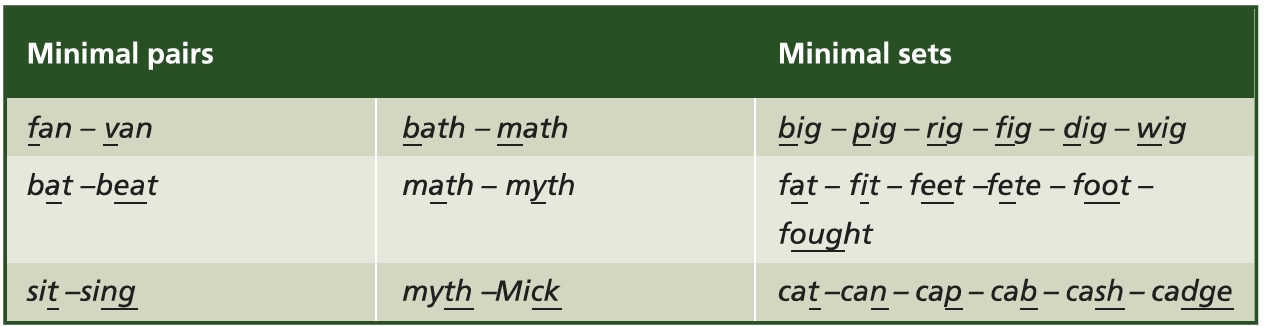 Minimal pairs Minimal sets
fan – van bath – math big – pig – rig – fig – dig – wig
bat –beat math – myth fat – fit – feet –fete – foot –
fought
sit –sing myth –Mick cat –can – cap – cab – cash – cadge